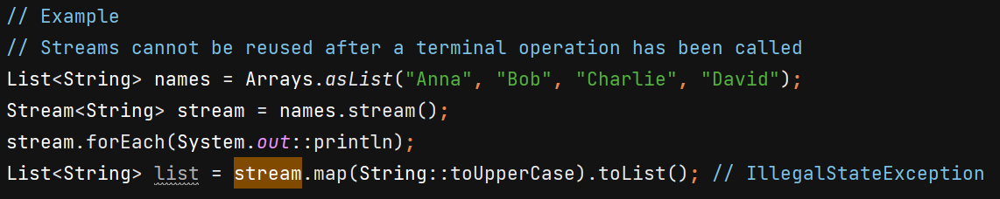 // Example
// Streams cannot be reused after a terminal operation has been called
List<String> names = Arrays.asList("Anna", "Bob", "Charlie", "David");
Stream<String> stream = names.stream();
stream.forEach(System.out::println);
List<String> list = stream.map(String::toUpperCase).toList(); // IllegalStateException